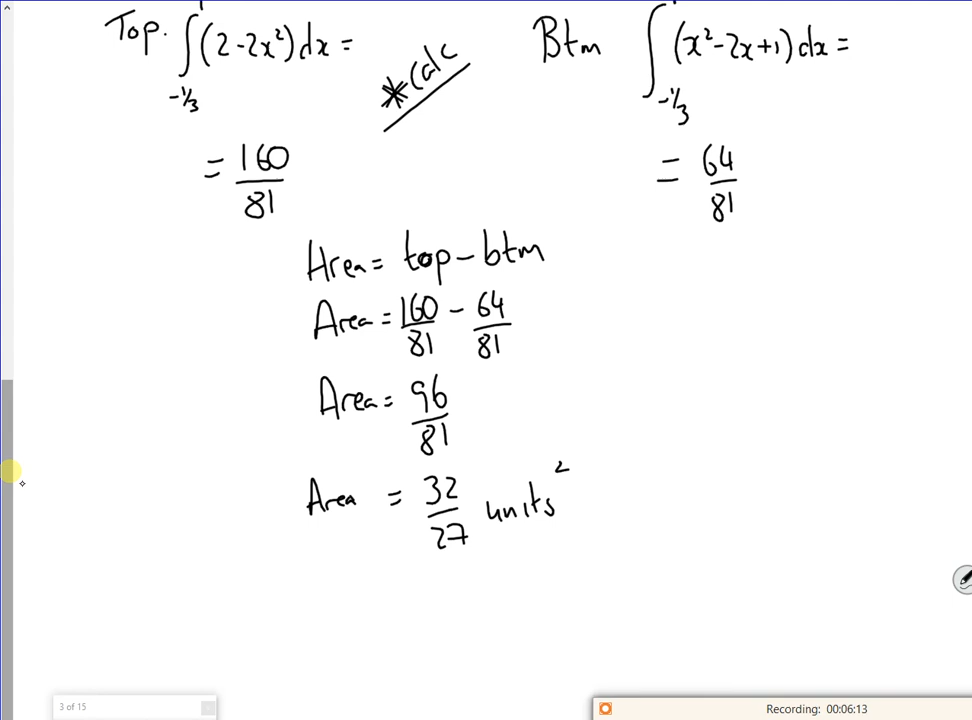 Top. ∫₋₁/₃¹ (2-2x²)dx =
= 160/81
*Calc
Btm ∫₋₁/₃¹ (x²-2x+1)dx =
= 64/81
Area = top - btm
Area = 160/81 - 64/81
Area = 96/81
Area = 32/27 units²
3 of 15
Recording: 00:06:13